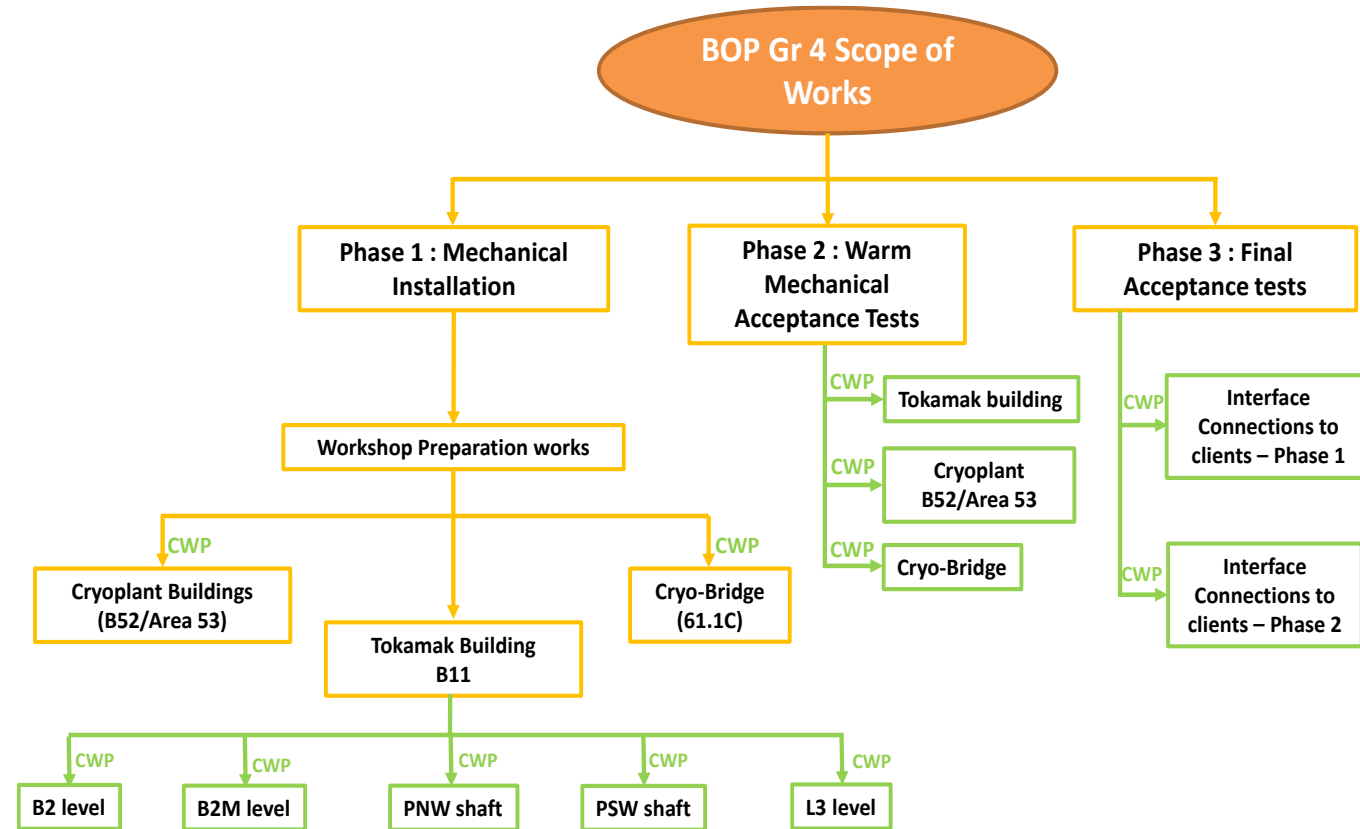 BOP Gr 4 Scope of
Works
Phase 1 : Mechanical
Installation
Phase 2 : Warm
Mechanical
Acceptance Tests
Phase 3 : Final
Acceptance tests
CWP
Tokamak building
CWP
Interface
Connections to
clients – Phase 1
Workshop Preparation works
CWP
Cryoplant
B52/Area 53
CWP
CWP
CWP
Cryo-Bridge
CWP
Interface
Connections to
clients – Phase 2
Cryoplant Buildings
(B52/Area 53)
Cryo-Bridge
(61.1C)
Tokamak Building
B11
CWP
CWP
CWP
CWP
CWP
B2 level
B2M level
PNW shaft
PSW shaft
L3 level